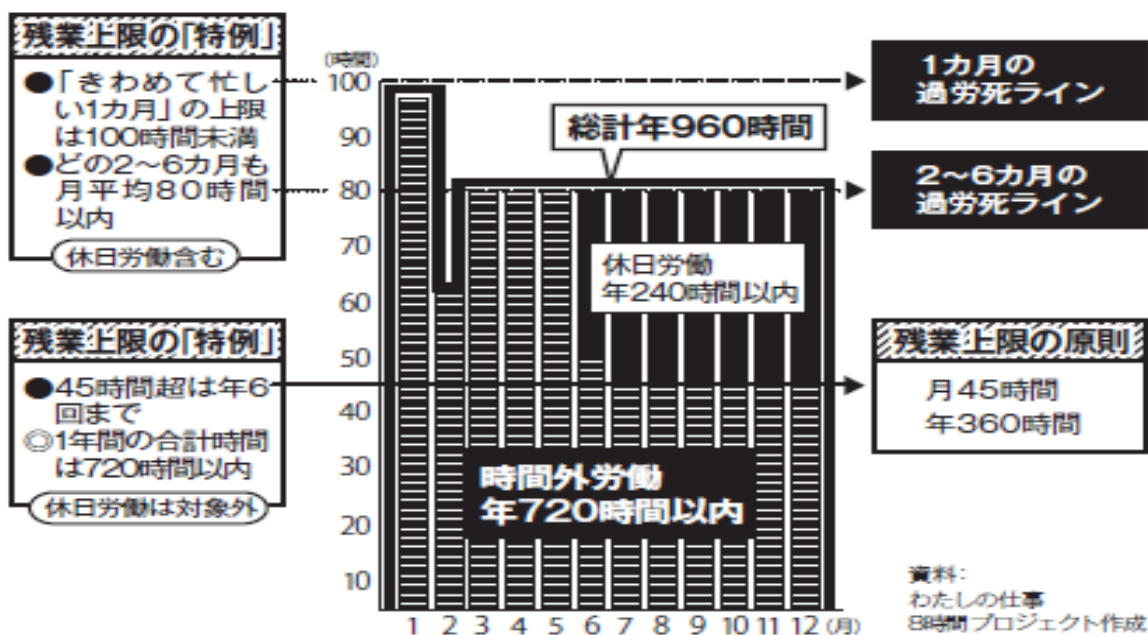 残業上限の「特例」
●「きわめて忙し
い1カ月」の上限
は100時間未満
●どの2〜6カ月も
月平均80時間
以内
休日労働含む
残業上限の「特例」
●45時間超は年6
回まで
◎1年間の合計時間
は720時間以内
休日労働は対象外
(時間)
100
90
80
70
60
50
40
30
20
10
総計年960時間
休日労働
年240時間以内
時間外労働
年720時間以内
1 2 3 4 5 6 7 8 9 10 11 12 (月)
1カ月の
過労死ライン
2〜6カ月の
過労死ライン
残業上限の原則
月45時間
年360時間
資料:
わたしの仕事
8時間プロジェクト作成